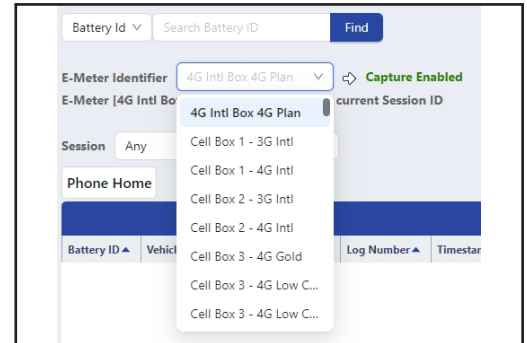 Battery Id Search Battery ID Find
E-Meter Identifier 4G Intl Box 4G Plan Capture Enabled
E-Meter [4G Intl Bo current Session ID
4G Intl Box 4G Plan
Cell Box 1 - 3G Intl
Session Any
Cell Box 1 - 4G Intl
Phone Home
Cell Box 2 - 3G Intl
Cell Box 2 - 4G Intl
Battery ID Vehicl Log Number Timestar
Cell Box 3 - 4G Gold
Cell Box 3 - 4G Low C...
Cell Box 3 - 4G Low C...